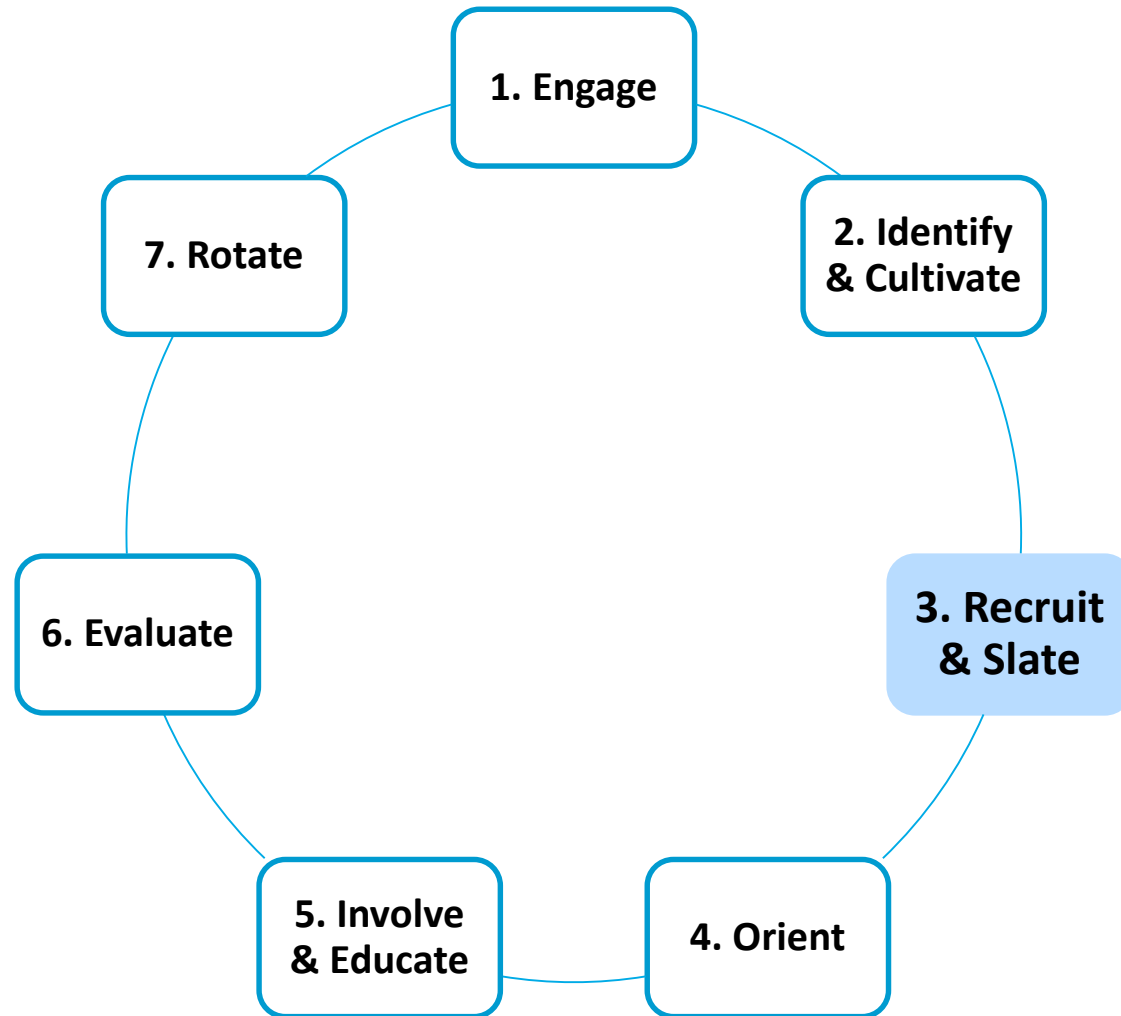 1. Engage
2. Identify
& Cultivate
3. Recruit
& Slate
4. Orient
5. Involve
& Educate
6. Evaluate
7. Rotate